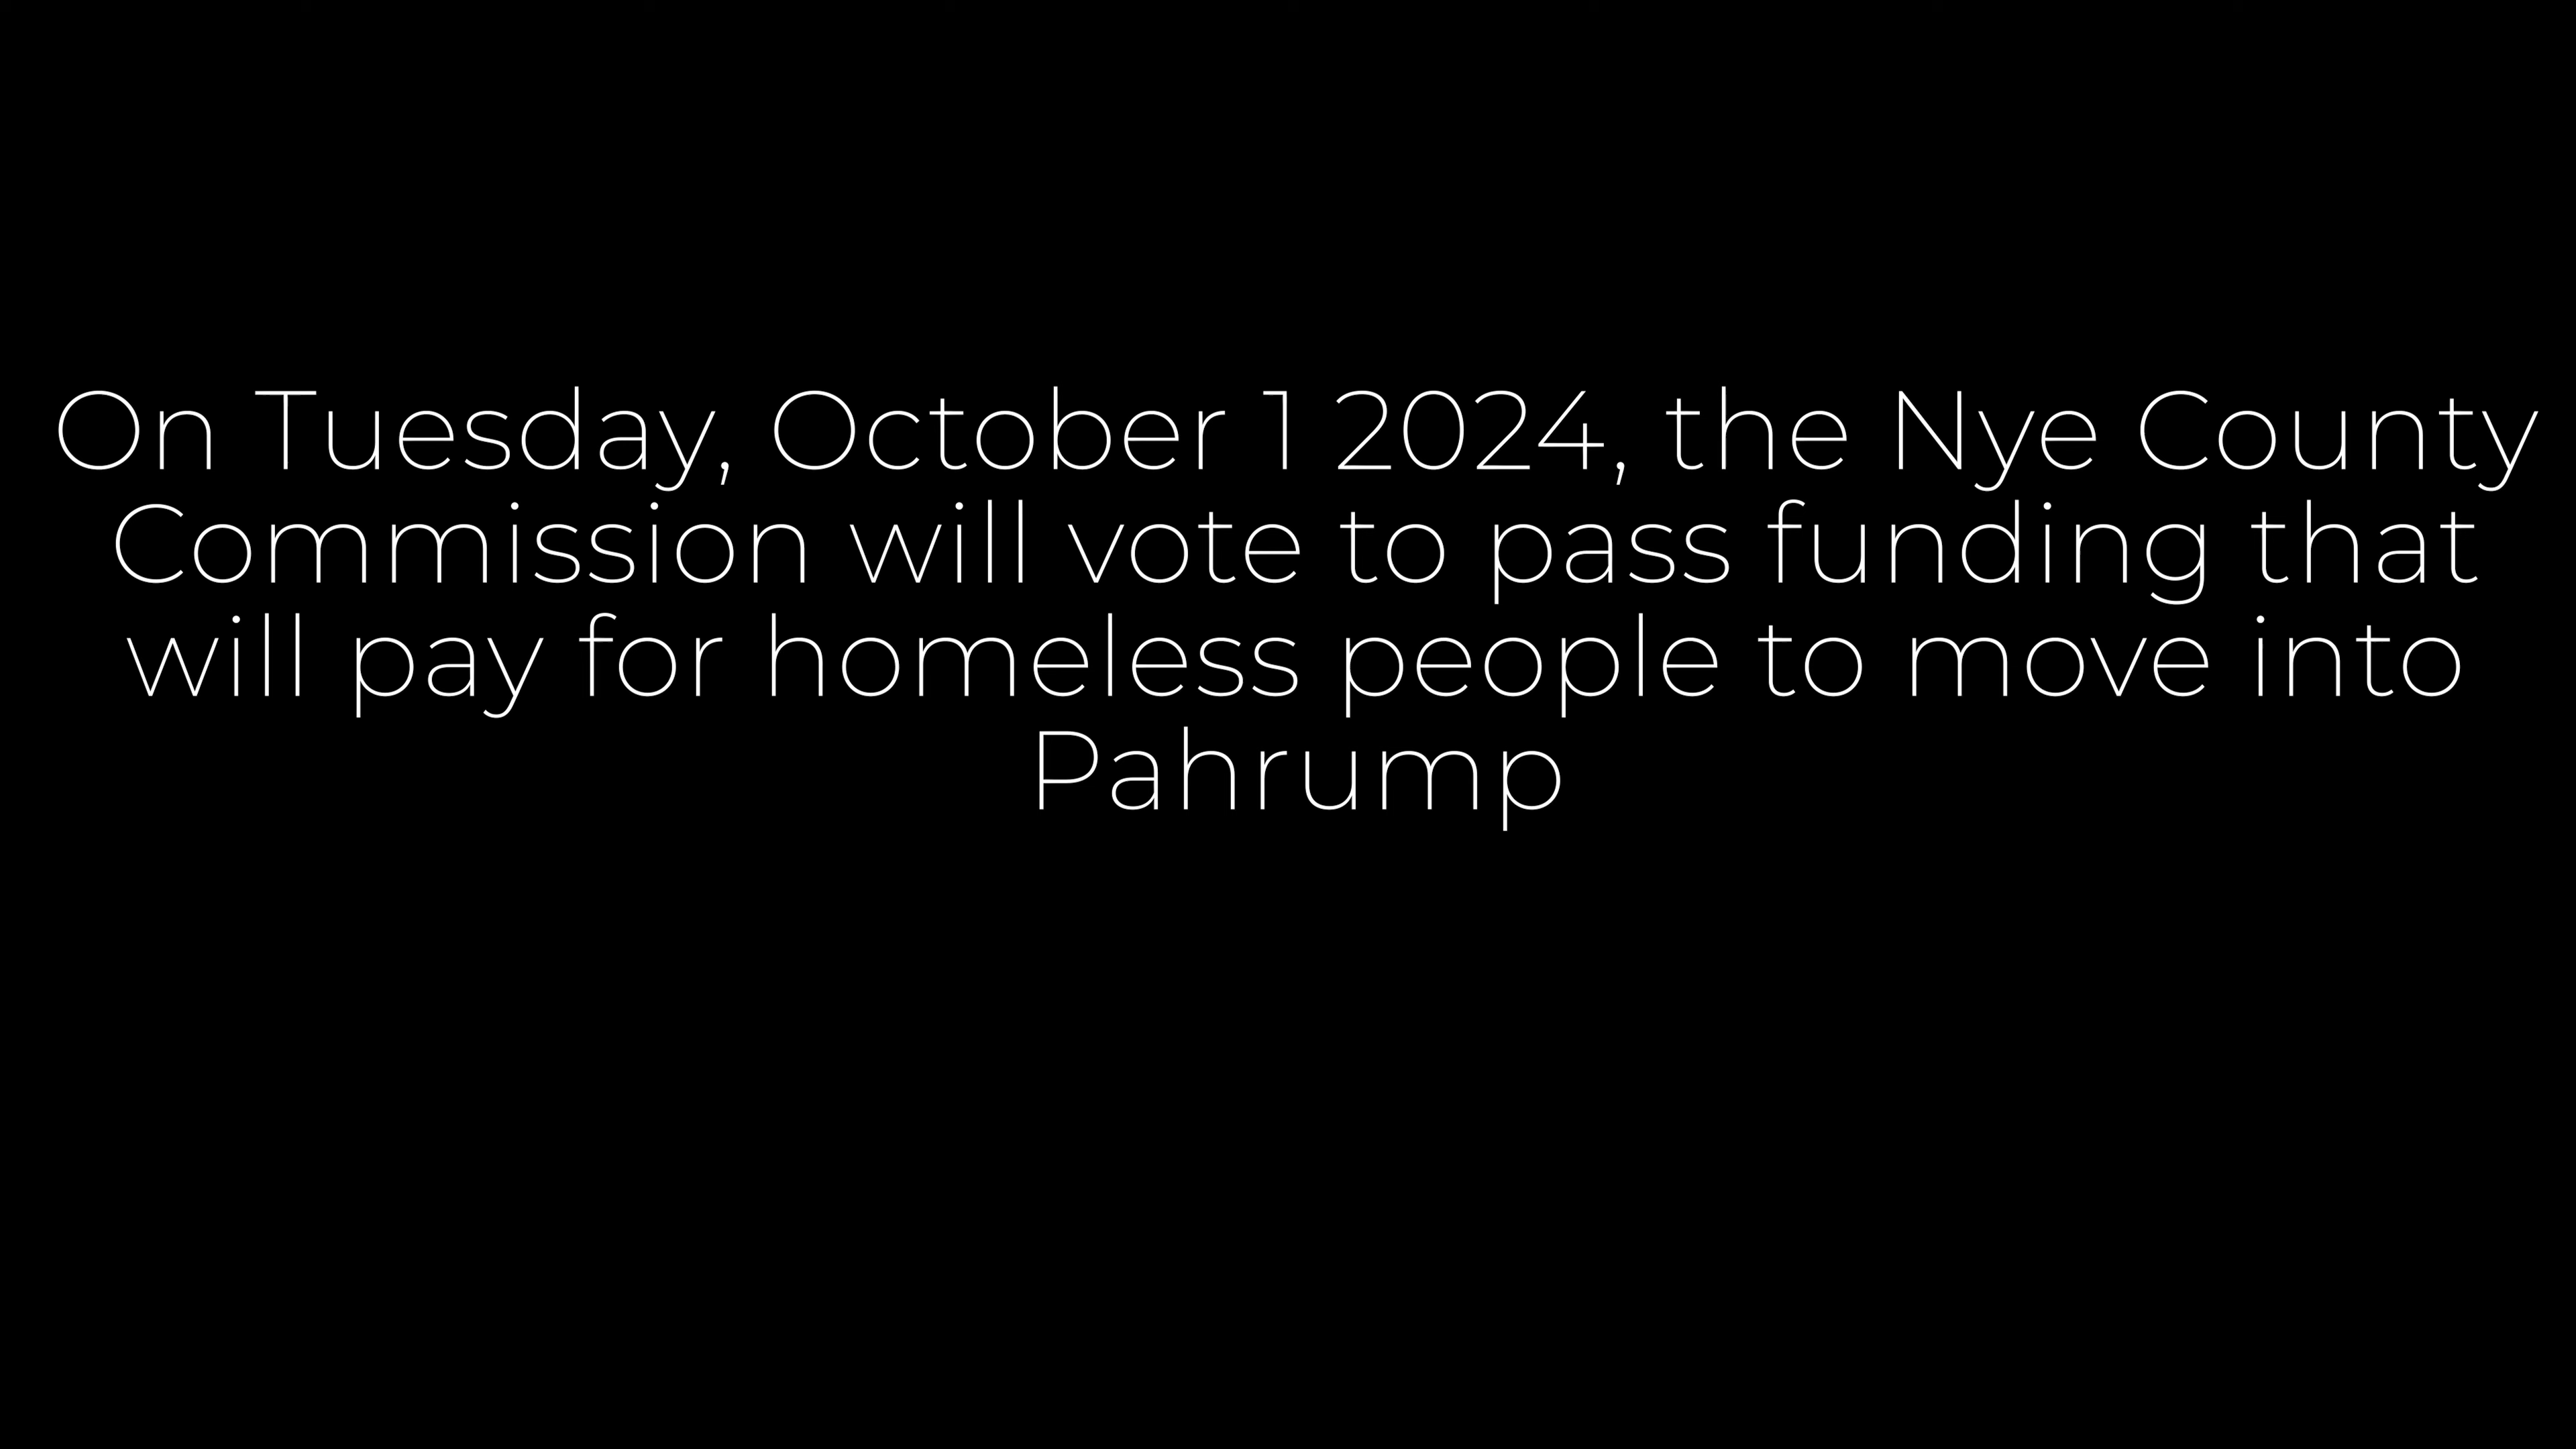 On Tuesday, October 1 2024, the Nye County
Commission will vote to pass funding that
will pay for homeless people to move into
Pahrump